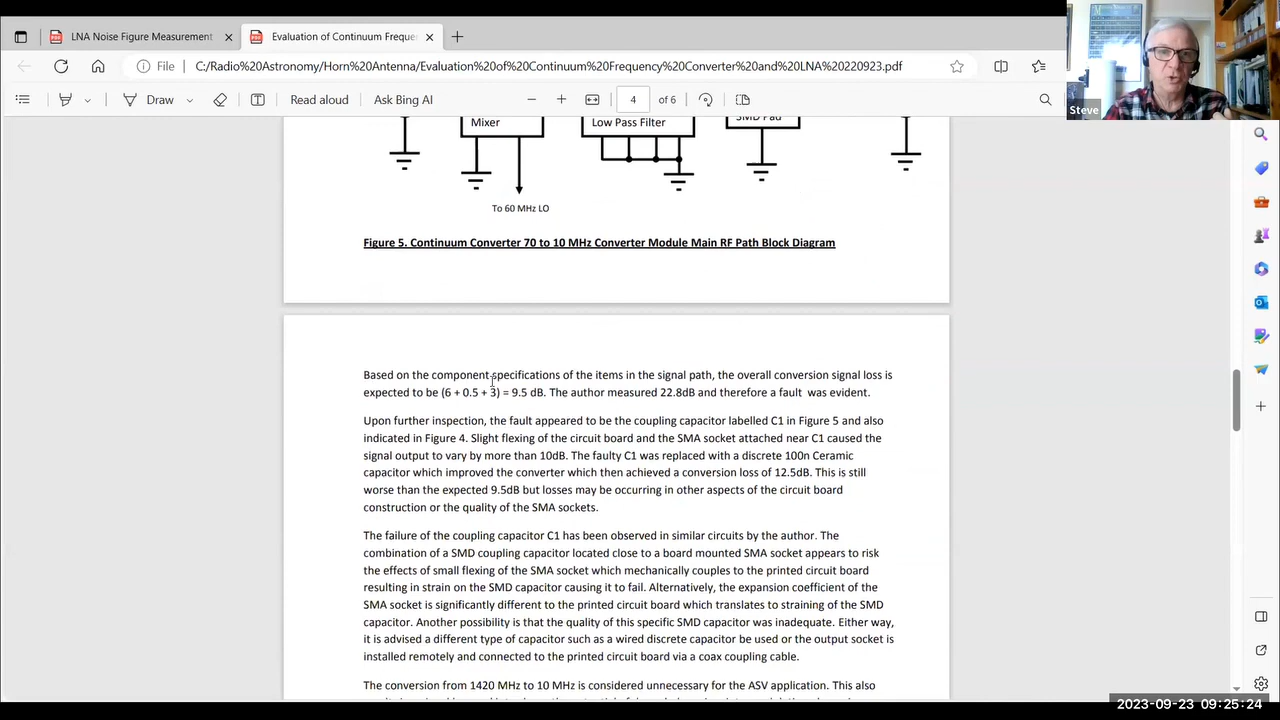 LNA Noise Figure Measurement
Evaluation of Continuum Freque
File
C:/Radio%20Astronomy/Horn%20Antenna/Evaluation%20of%20Continuum%20Frequency%20Converter%20and%20LNA%20220923.pdf
Draw
Read aloud
Ask Bing AI
4
of 6
Steve
Mixer
Low Pass Filter
SMD Pad
To 60 MHz LO
Figure 5. Continuum Converter 70 to 10 MHz Converter Module Main RF Path Block Diagram
Based on the component specifications of the items in the signal path, the overall conversion signal loss is
expected to be (6 + 0.5 + 3) = 9.5 dB. The author measured 22.8dB and therefore a fault was evident.
Upon further inspection, the fault appeared to be the coupling capacitor labelled C1 in Figure 5 and also
indicated in Figure 4. Slight flexing of the circuit board and the SMA socket attached near C1 caused the
signal output to vary by more than 10dB. The faulty C1 was replaced with a discrete 100n Ceramic
capacitor which improved the converter which then achieved a conversion loss of 12.5dB. This is still
worse than the expected 9.5dB but losses may be occurring in other aspects of the circuit board
construction or the quality of the SMA sockets.
The failure of the coupling capacitor C1 has been observed in similar circuits by the author. The
combination of a SMD coupling capacitor located close to a board mounted SMA socket appears to risk
the effects of small flexing of the SMA socket which mechanically couples to the printed circuit board
resulting in strain on the SMD capacitor causing it to fail. Alternatively, the expansion coefficient of the
SMA socket is significantly different to the printed circuit board which translates to straining of the SMD
capacitor. Another possibility is that the quality of this specific SMD capacitor was inadequate. Either way,
it is advised a different type of capacitor such as a wired discrete capacitor be used or the output socket is
installed remotely and connected to the printed circuit board via a coax coupling cable.
The conversion from 1420 MHz to 10 MHz is considered unnecessary for the ASV application. This also
2023-09-23 09:25:24